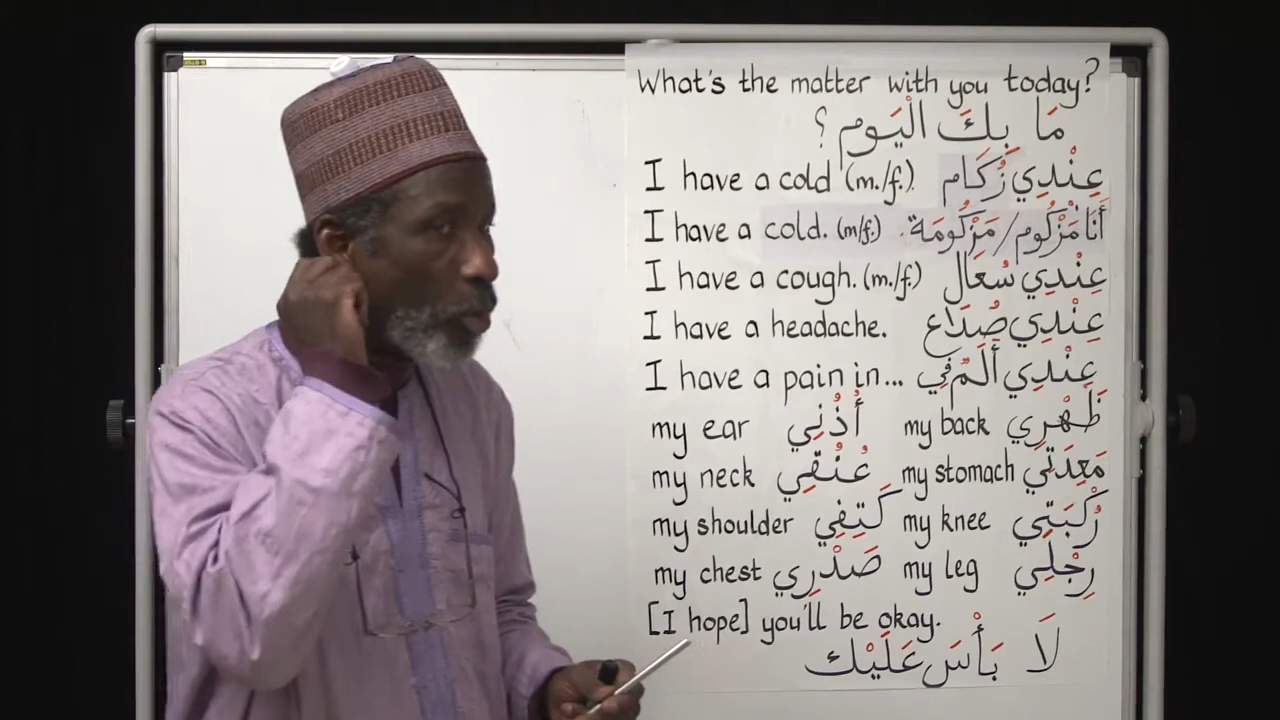 What's the matter with you today?
مَا بِكَ الْيَوم؟
I have a cold (m./f.). عِنْدِي زُكَام
I have a cold. (m/f.) أَنَا مَزْكُوم/مَزْكُومَة.
I have a cough. (m./f.) عِنْدِي سُعَال
I have a headache. عِنْدِي صُدَاع
I have a pain in... عِنْدِي أَلَمٌ فِي
my ear أُذُنِي my back ظَهْرِي
my neck عُنْقِي my stomach مَعِدَتِي
my shoulder كَتِفِي my knee رُكْبَتِي
my chest صَدْرِي my leg رِجْلِي
[I hope] you'll be okay.
لَا بَأْسَ عَلَيْك